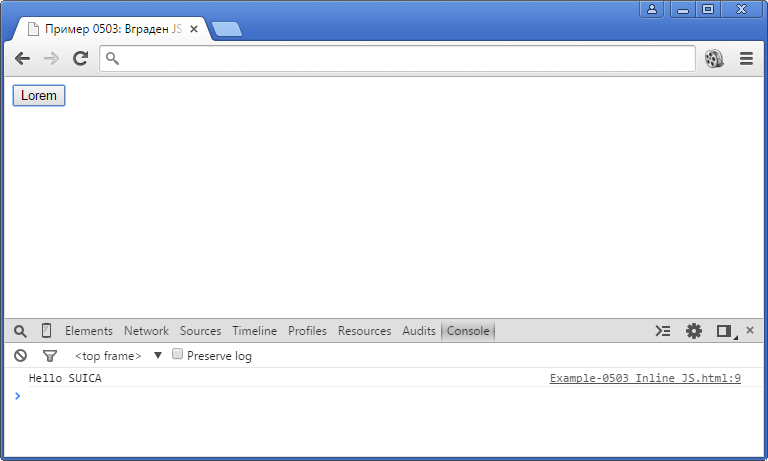 Пример 0503: Вграден JS
Lorem
Elements Network Sources Timeline Profiles Resources Audits Console
<top frame> Preserve log
Hello SUICA Example-0503 Inline JS.html:9